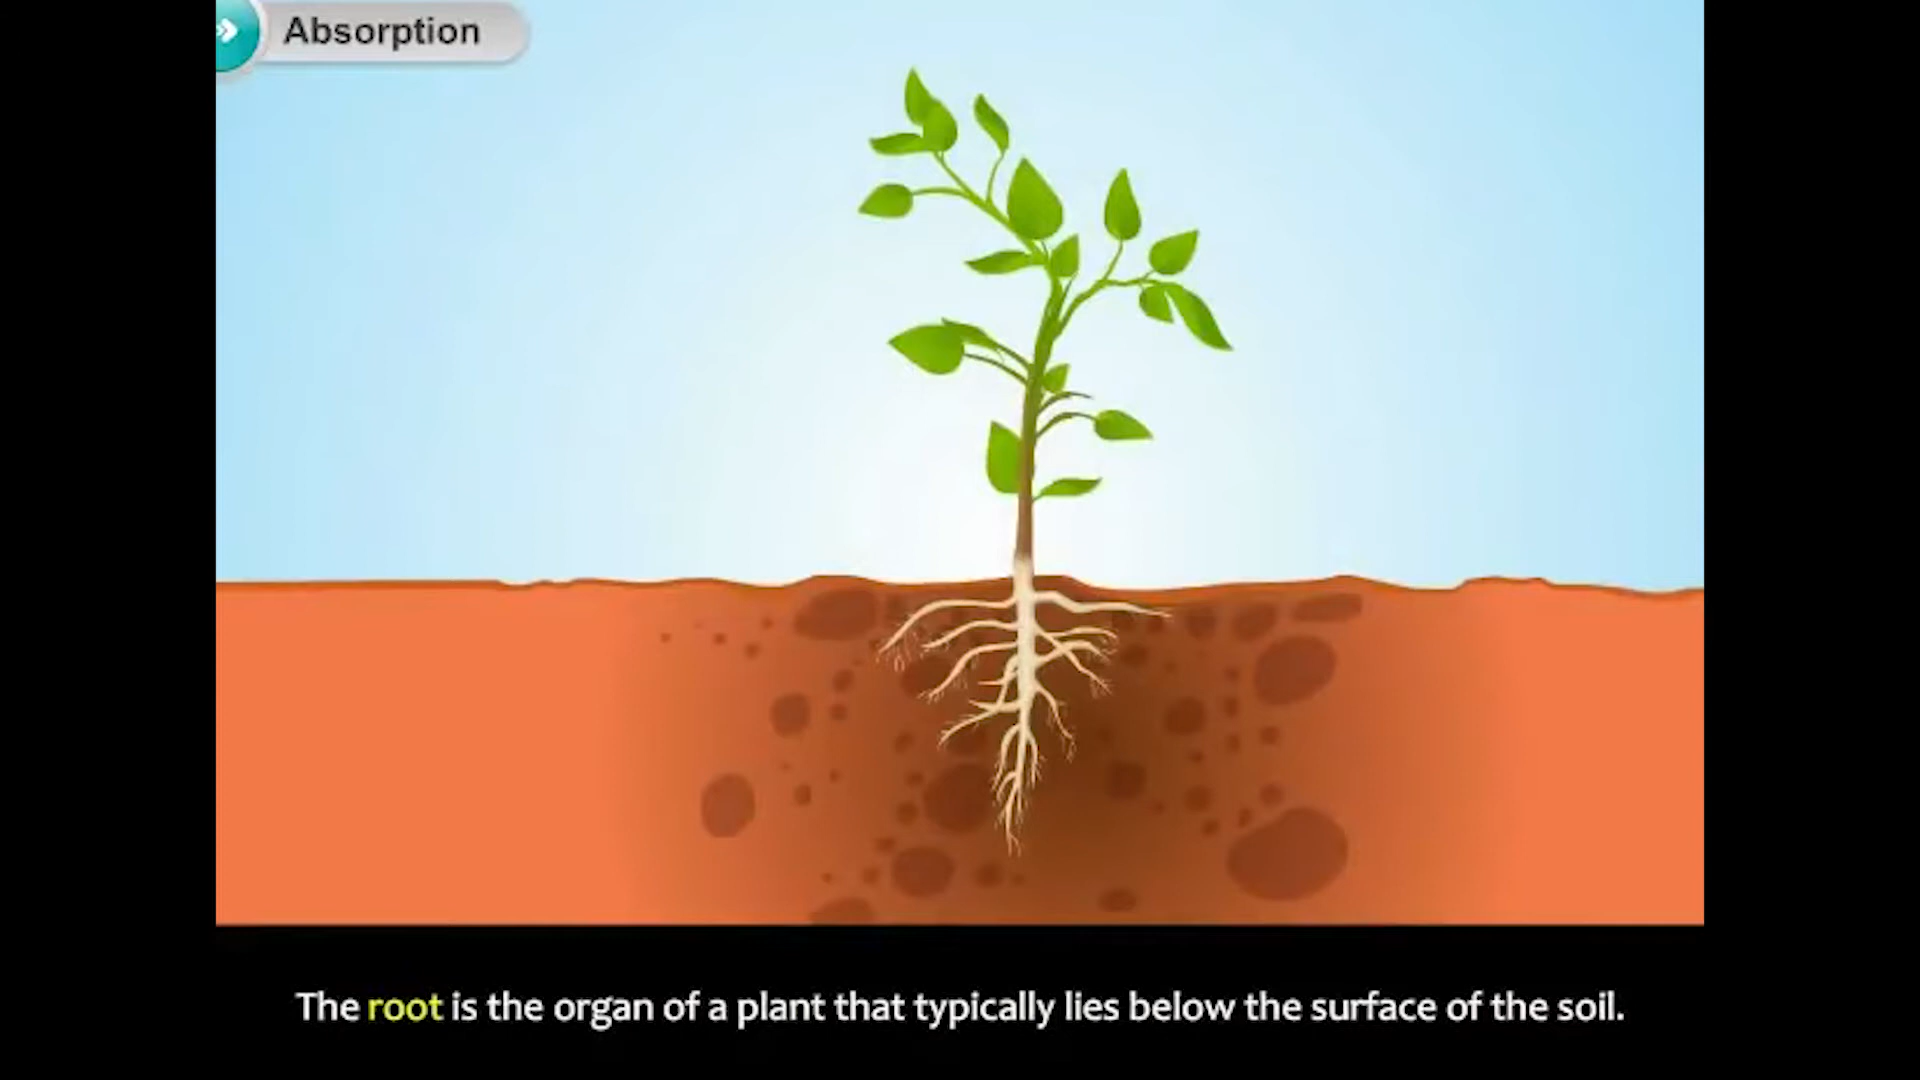 Absorption
The root is the organ of a plant that typically lies below the surface of the soil.